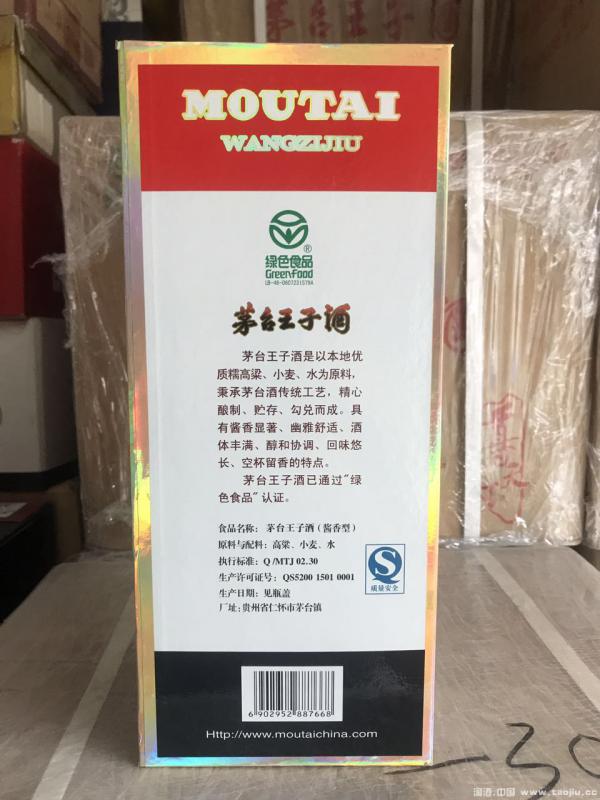 MOUTAI
WANGZIJIU
®
绿色食品
GreenFood
LB-46-0607231579A
茅台王子酒
茅台王子酒是以本地优
质糯高梁、小麦、水为原料，
秉承茅台酒传统工艺，精心
酿制、贮存、勾兑而成。具
有酱香显著、幽雅舒适、酒
体丰满、醇和协调、回味悠
长、空杯留香的特点。
茅台王子酒已通过"绿
色食品"认证。
食品名称：茅台王子酒（酱香型）
原料与配料：高粱、小麦、水
执行标准：Q/MTJ 02.30
生产许可证号：QS5200 1501 0001
生产日期：见瓶盖
厂址：贵州省仁怀市茅台镇
QS
质量安全
6 902952 887668
Http://www.moutaichina.com
30
淘酒.中国 www.taojiu.cc